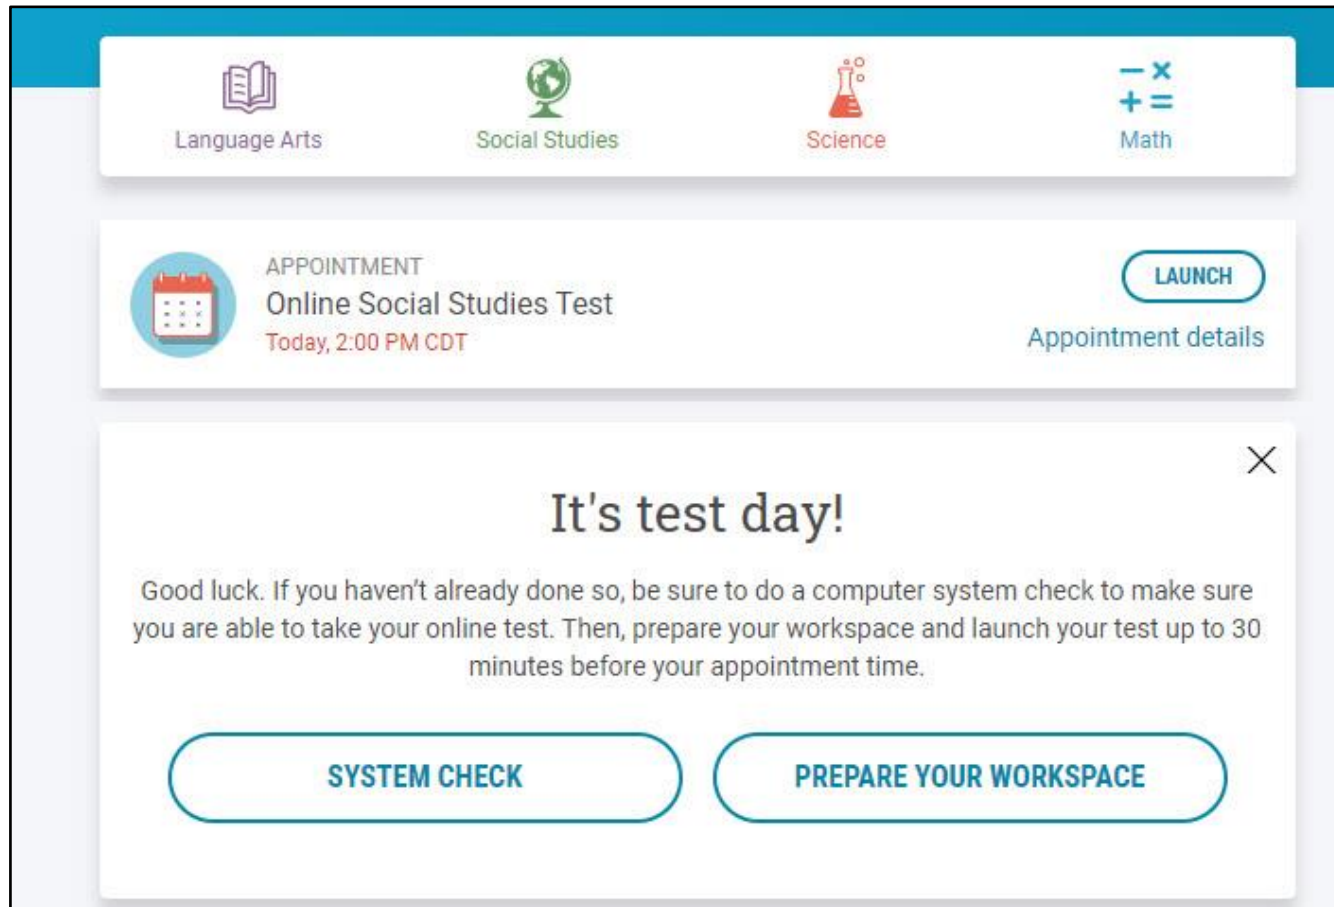 Language Arts
Social Studies
Science
Math
APPOINTMENT
Online Social Studies Test
Today, 2:00 PM CDT
LAUNCH
Appointment details
It's test day!
Good luck. If you haven’t already done so, be sure to do a computer system check to make sure
you are able to take your online test. Then, prepare your workspace and launch your test up to 30
minutes before your appointment time.
SYSTEM CHECK
PREPARE YOUR WORKSPACE